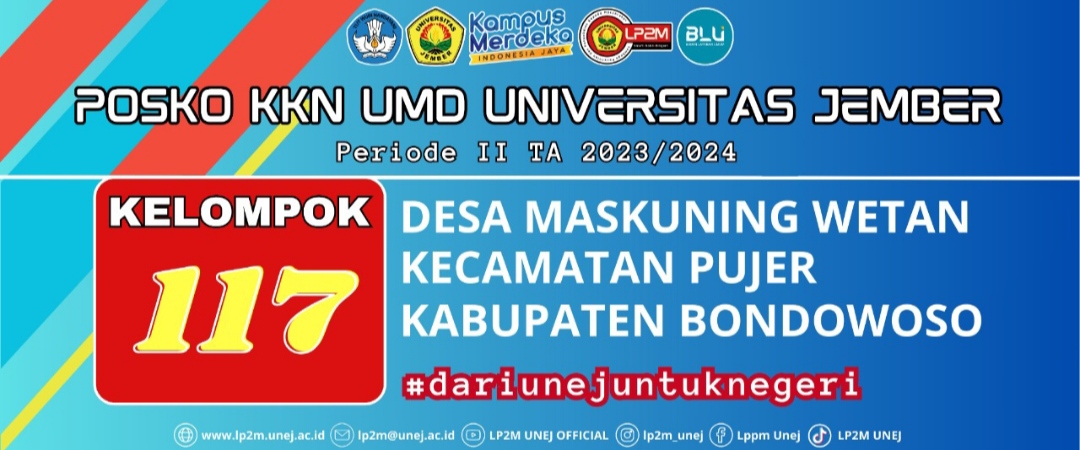 UNIVERSITAS
JEMBER
Kampus
Merdeka
INDONESIA JAYA
LP2M
BLU
POSKO KKN UMD UNIVERSITAS JEMBER
Periode II TA 2023/2024
KELOMPOK
117
DESA MASKUNING WETAN
KECAMATAN PUJER
KABUPATEN BONDOWOSO
#dariunejuntuknegeri
www.lp2m.unej.ac.id lp2m@unej.ac.id LP2M UNEJ OFFICIAL lp2m_unej Lppm Unej LP2M UNEJ